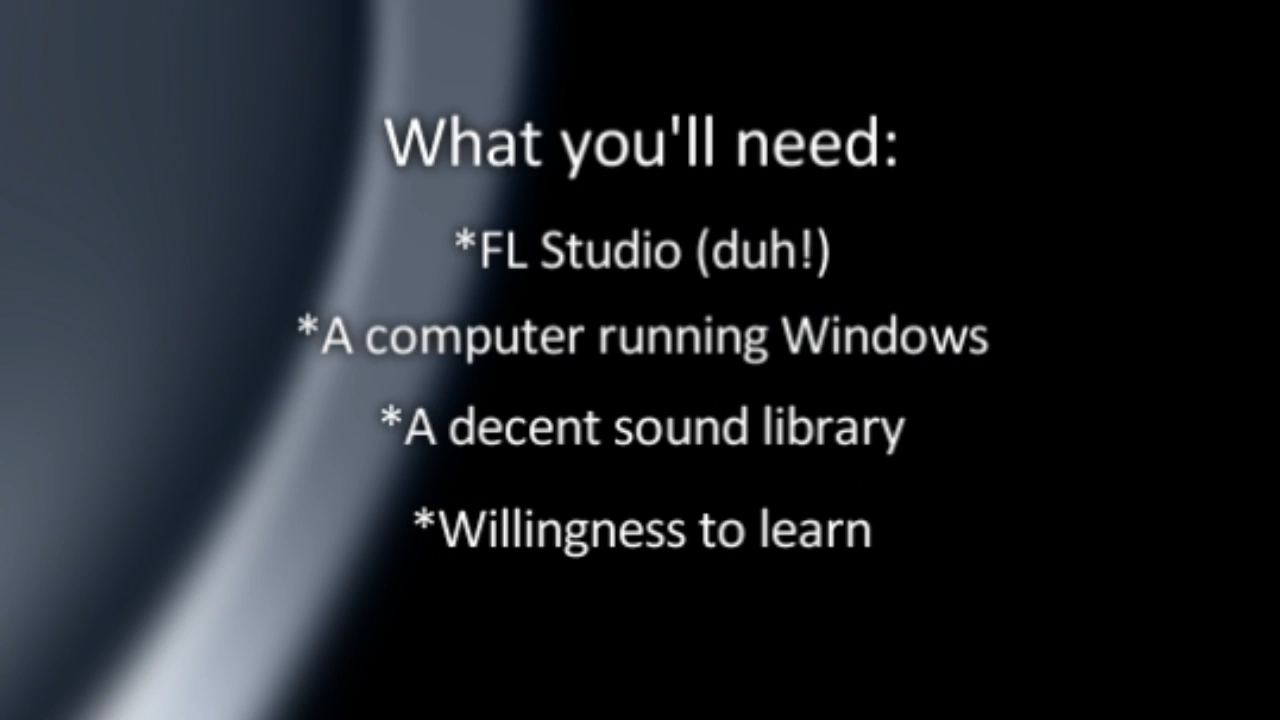 What you'll need:
*FL Studio (duh!)
*A computer running Windows
*A decent sound library
*Willingness to learn